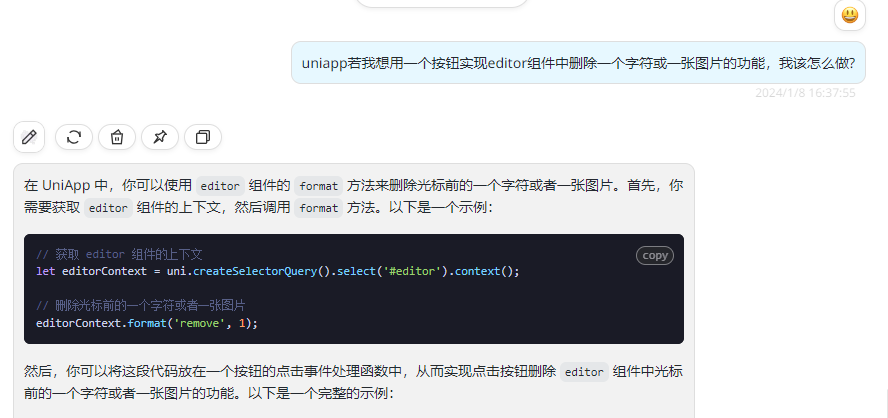 uniapp若我想用一个按钮实现editor组件中删除一个字符或一张图片的功能，我该怎么做?
2024/1/8 16:37:55
在 UniApp 中，你可以使用 editor 组件的 format 方法来删除光标前的一个字符或者一张图片。首先，你
需要获取 editor 组件的上下文，然后调用 format 方法。以下是一个示例：
copy
// 获取 editor 组件的上下文
let editorContext = uni.createSelectorQuery().select('#editor').context();
// 删除光标前的一个字符或者一张图片
editorContext.format('remove', 1);
然后，你可以将这段代码放在一个按钮的点击事件处理函数中，从而实现点击按钮删除 editor 组件中光标
前的一个字符或者一张图片的功能。以下是一个完整的示例：